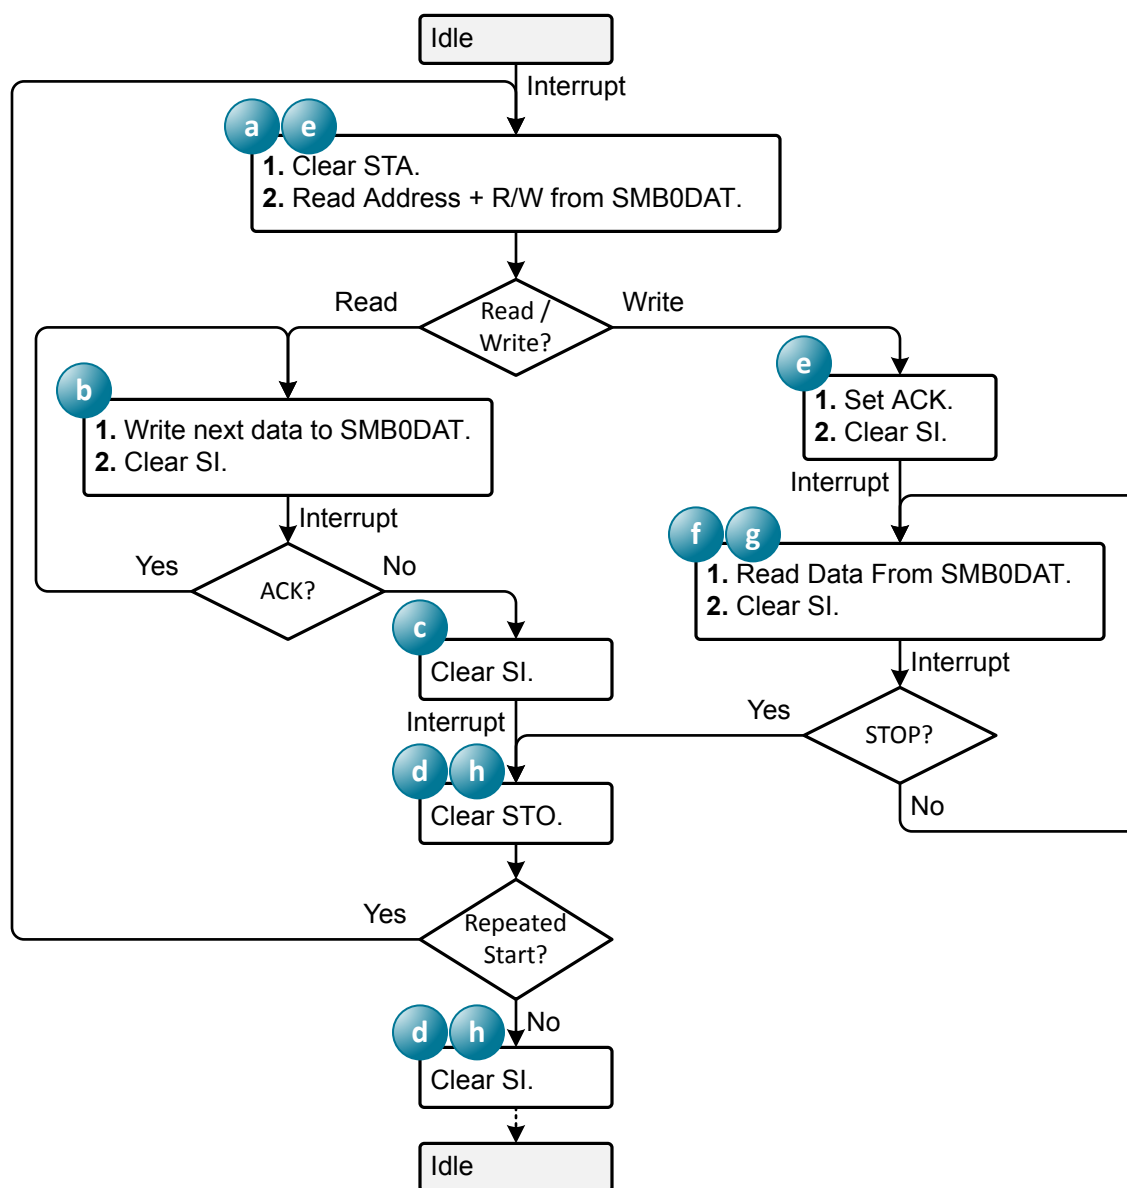 Idle
Interrupt
a e
1. Clear STA.
2. Read Address + R/W from SMB0DAT.
Read
Read /
Write?
Write
b
1. Write next data to SMB0DAT.
2. Clear SI.
e
1. Set ACK.
2. Clear SI.
Interrupt
Interrupt
f g
1. Read Data From SMB0DAT.
2. Clear SI.
Yes
ACK?
No
c
Clear SI.
Interrupt
Interrupt
Yes
STOP?
No
d h
Clear STO.
Yes
Repeated
Start?
No
d h
Clear SI.
Idle